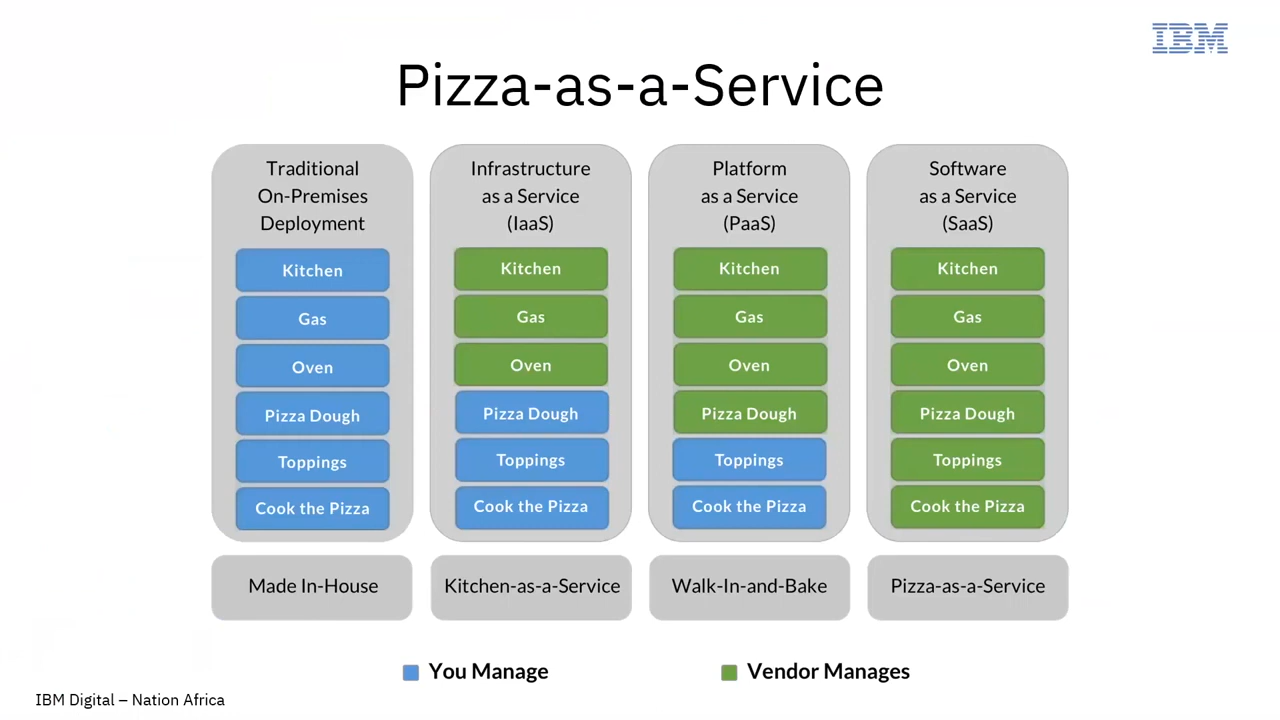 IBM
Pizza-as-a-Service
Traditional
On-Premises
Deployment
Kitchen
Gas
Oven
Pizza Dough
Toppings
Cook the Pizza
Made In-House
Infrastructure
as a Service
(IaaS)
Kitchen
Gas
Oven
Pizza Dough
Toppings
Cook the Pizza
Kitchen-as-a-Service
Platform
as a Service
(PaaS)
Kitchen
Gas
Oven
Pizza Dough
Toppings
Cook the Pizza
Walk-In-and-Bake
Software
as a Service
(SaaS)
Kitchen
Gas
Oven
Pizza Dough
Toppings
Cook the Pizza
Pizza-as-a-Service
You Manage
Vendor Manages
IBM Digital – Nation Africa